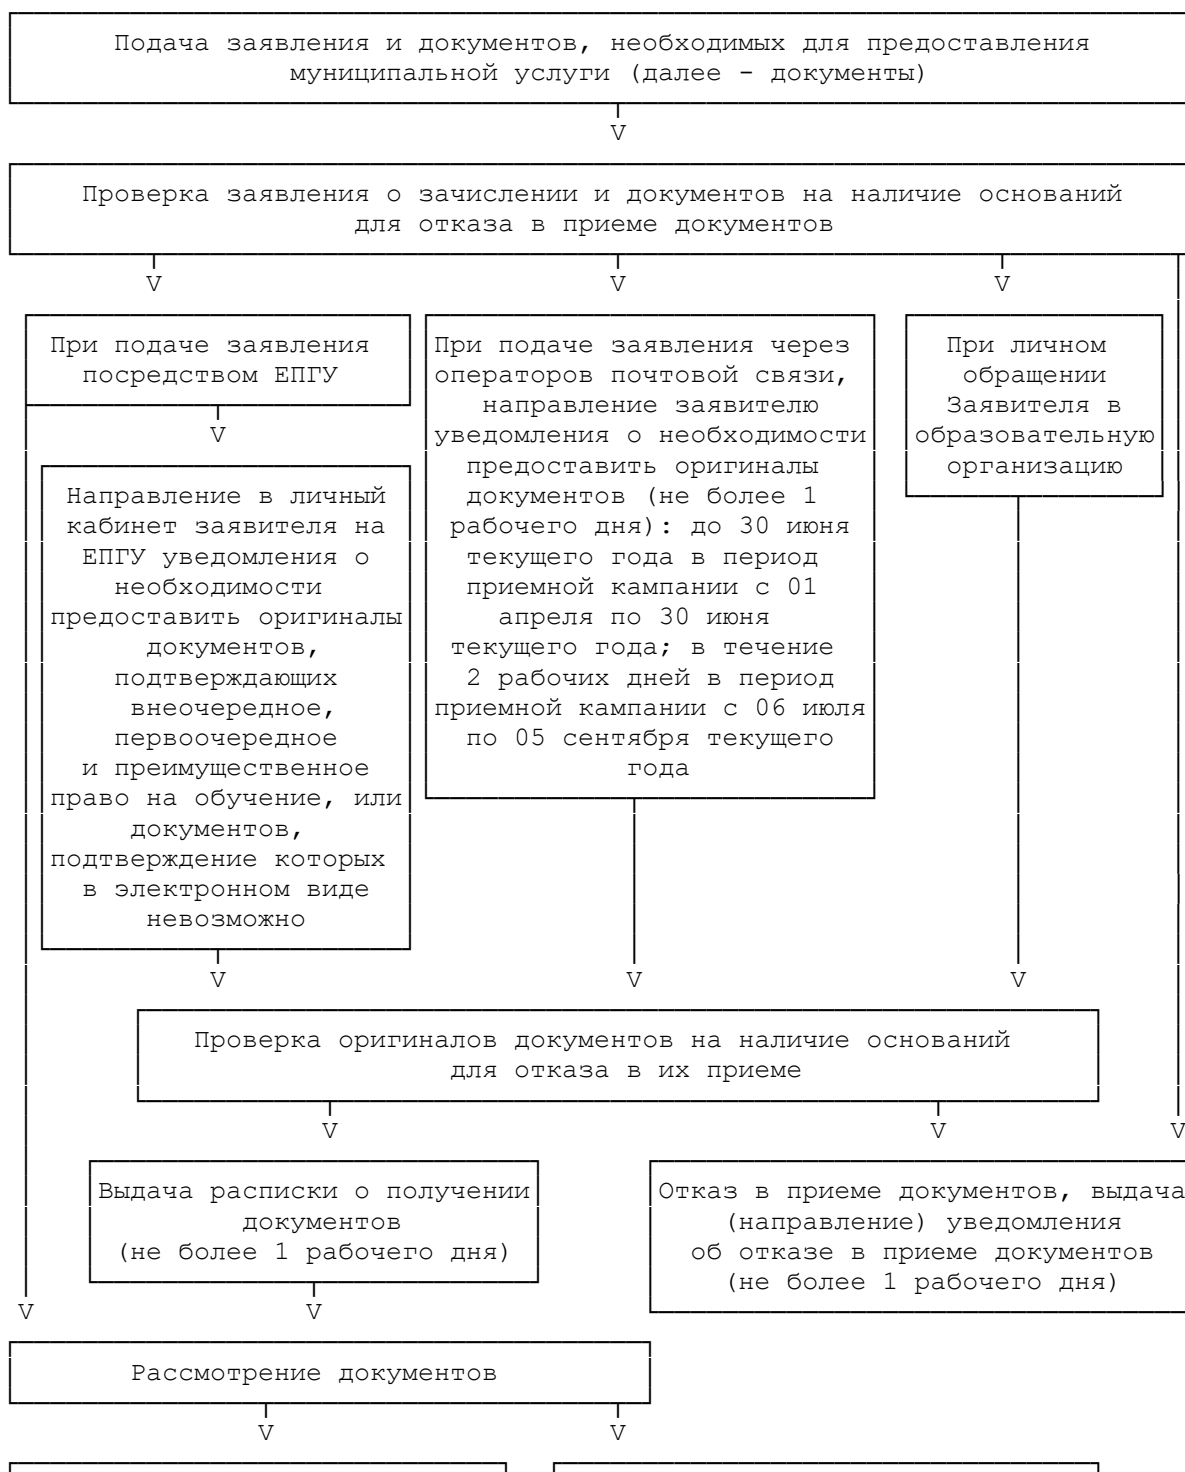 Подача заявления и документов, необходимых для предоставления
муниципальной услуги (далее - документы)
V
Проверка заявления о зачислении и документов на наличие оснований
для отказа в приеме документов
V V V
При подаче заявления
посредством ЕПГУ
V
Направление в личный
кабинет заявителя на
ЕПГУ уведомления о
необходимости
предоставить оригиналы
документов,
подтверждающих
внеочередное,
первоочередное
и преимущественное
право на обучение, или
документов,
подтверждение которых
в электронном виде
невозможно
При подаче заявления через
операторов почтовой связи,
направление заявителю
уведомления о необходимости
предоставить оригиналы
документов (не более 1
рабочего дня): до 30 июня
текущего года в период
приемной кампании с 01
апреля по 30 июня
текущего года; в течение
2 рабочих дней в период
приемной кампании с 06 июля
по 05 сентября текущего
года
При личном
обращении
Заявителя в
образовательную
организацию
V V V
Проверка оригиналов документов на наличие оснований
для отказа в их приеме
V V V
Выдача расписки о получении
документов
(не более 1 рабочего дня)
Отказ в приеме документов, выдача
(направление) уведомления
об отказе в приеме документов
(не более 1 рабочего дня)
V V
Рассмотрение документов
V V